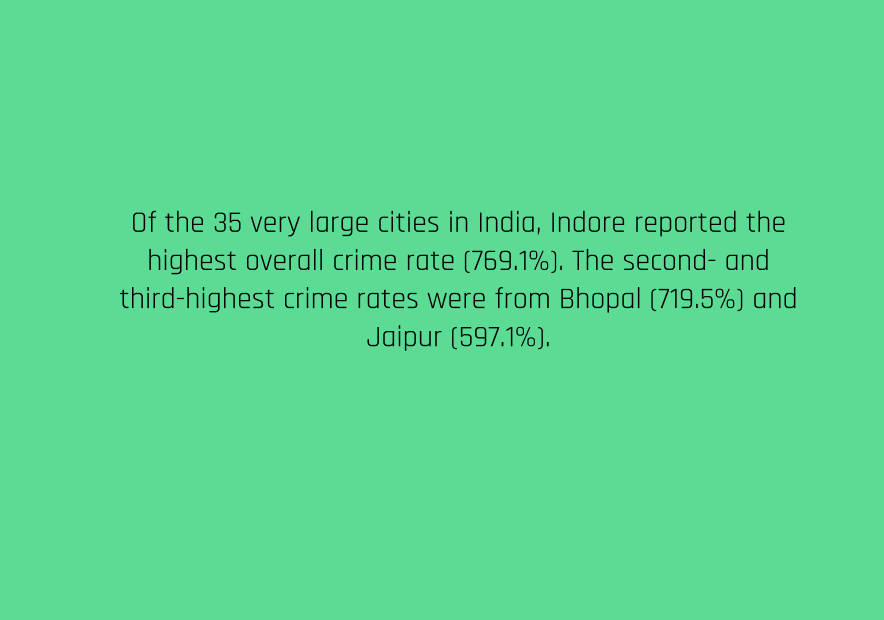 Of the 35 very large cities in India, Indore reported the
highest overall crime rate (769.1%). The second- and
third-highest crime rates were from Bhopal (719.5%) and
Jaipur (597.1%).